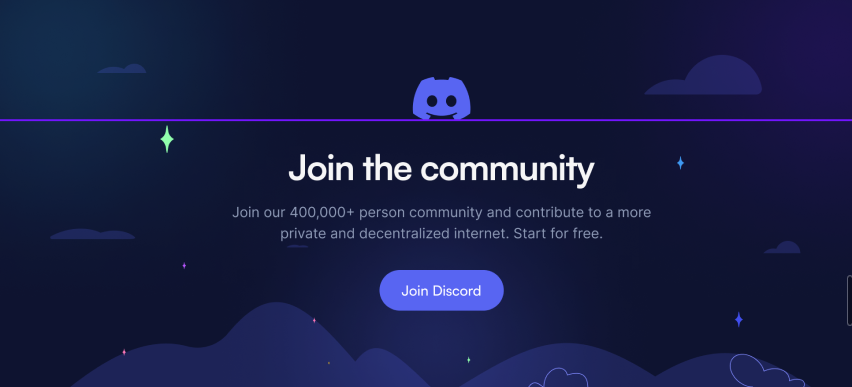 Join the community
Join our 400,000+ person community and contribute to a more
private and decentralized internet. Start for free.
Join Discord